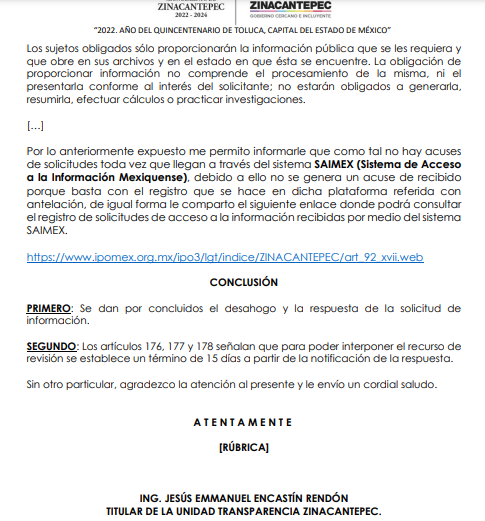 ZINACANTEPEC
2022 - 2024
ZINACANTEPEC
GOBIERNO CERCANO E INCLUYENTE
"2022. AÑO DEL QUINCENTENARIO DE TOLUCA, CAPITAL DEL ESTADO DE MÉXICO"
Los sujetos obligados sólo proporcionarán la información pública que se les requiera y
que obre en sus archivos y en el estado en que ésta se encuentre. La obligación de
proporcionar información no comprende el procesamiento de la misma, ni el
presentarla conforme al interés del solicitante; no estarán obligados a generarla,
resumirla, efectuar cálculos o practicar investigaciones.
[...]
Por lo anteriormente expuesto me permito informarle que como tal no hay acuses
de solicitudes toda vez que llegan a través del sistema SAIMEX (Sistema de Acceso
a la Información Mexiquense), debido a ello no se genera un acuse de recibido
porque basta con el registro que se hace en dicha plataforma referida con
antelación, de igual forma le comparto el siguiente enlace donde podrá consultar
el registro de solicitudes de acceso a la información recibidas por medio del sistema
SAIMEX.
https://www.ipomex.org.mx/ipo3/lgt/indice/ZINACANTEPEC/art_92_xvii.web
CONCLUSIÓN
PRIMERO: Se dan por concluidos el desahogo y la respuesta de la solicitud de
información.
SEGUNDO: Los artículos 176, 177 y 178 señalan que para poder interponer el recurso de
revisión se establece un término de 15 días a partir de la notificación de la respuesta.
Sin otro particular, agradezco la atención al presente y le envío un cordial saludo.
A T E N T A M E N T E
[RÚBRICA]
ING. JESÚS EMMANUEL ENCASTÍN RENDÓN
TITULAR DE LA UNIDAD TRANSPARENCIA ZINACANTEPEC.